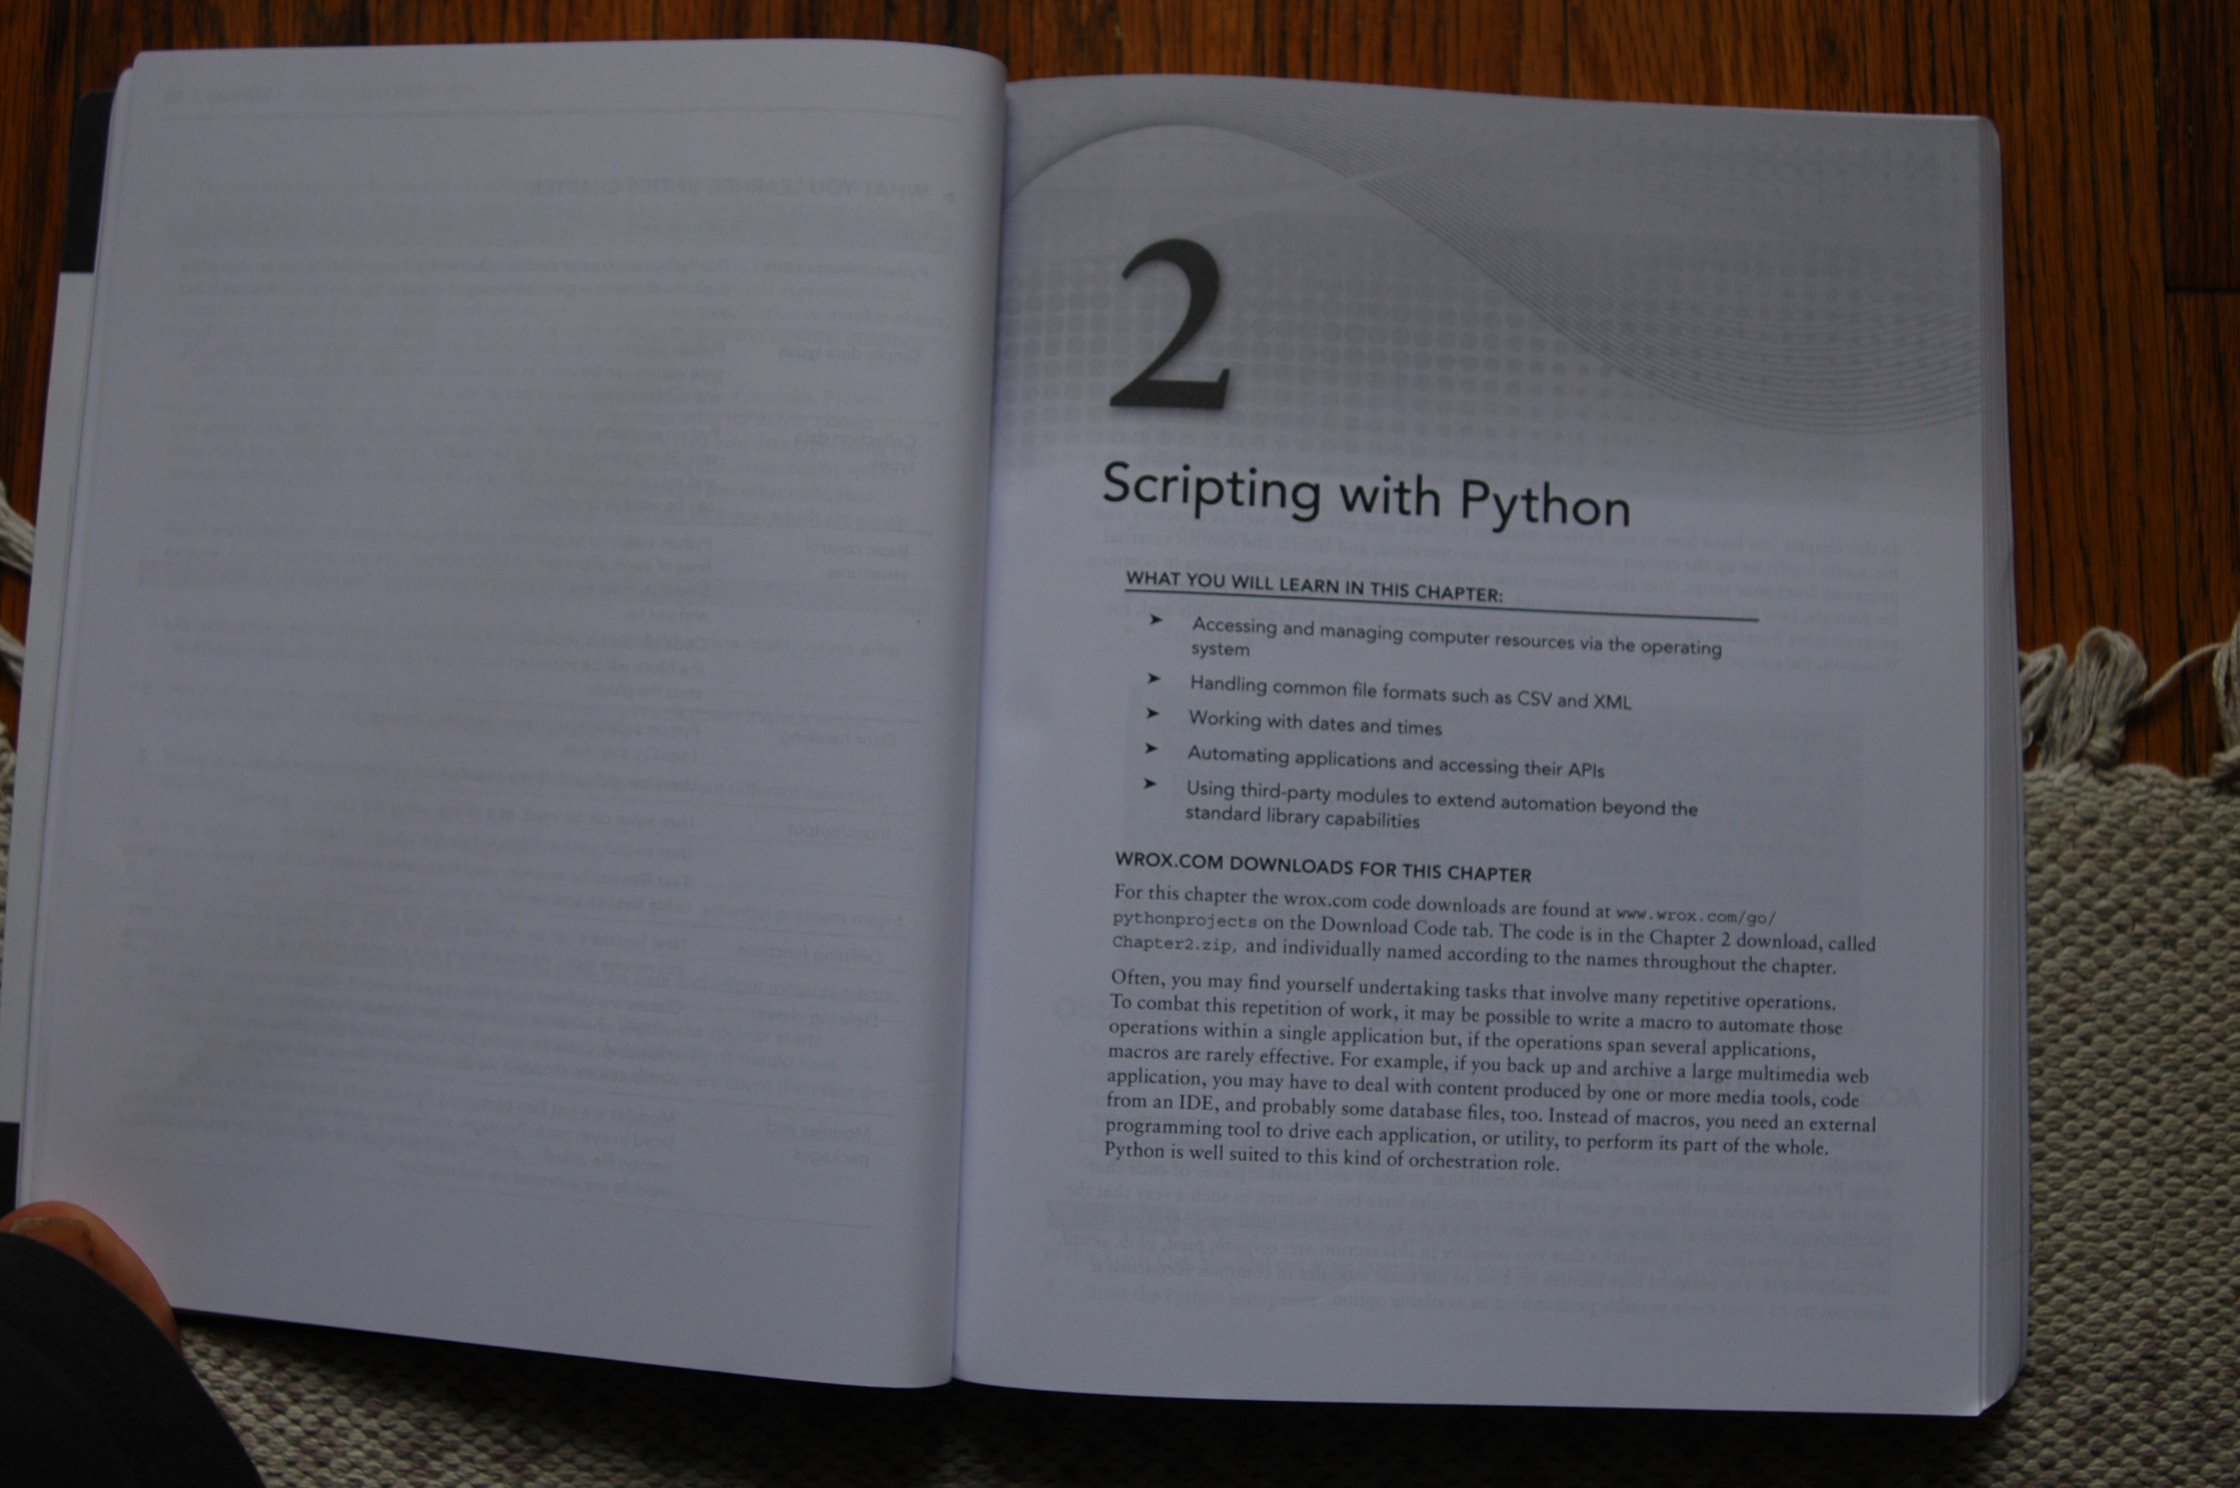 2
Scripting with Python
WHAT YOU WILL LEARN IN THIS CHAPTER:
➤ Accessing and managing computer resources via the operating
system
➤ Handling common file formats such as CSV and XML
➤ Working with dates and times
➤ Automating applications and accessing their APIs
➤ Using third-party modules to extend automation beyond the
standard library capabilities
WROX.COM DOWNLOADS FOR THIS CHAPTER
For this chapter the wrox.com code downloads are found at www.wrox.com/go/
pythonprojects on the Download Code tab. The code is in the Chapter 2 download, called
Chapter2.zip, and individually named according to the names throughout the chapter.
Often, you may find yourself undertaking tasks that involve many repetitive operations.
To combat this repetition of work, it may be possible to write a macro to automate those
operations within a single application but, if the operations span several applications,
macros are rarely effective. For example, if you back up and archive a large multimedia web
application, you may have to deal with content produced by one or more media tools, code
from an IDE, and probably some database files, too. Instead of macros, you need an external
programming tool to drive each application, or utility, to perform its part of the whole.
Python is well suited to this kind of orchestration role.